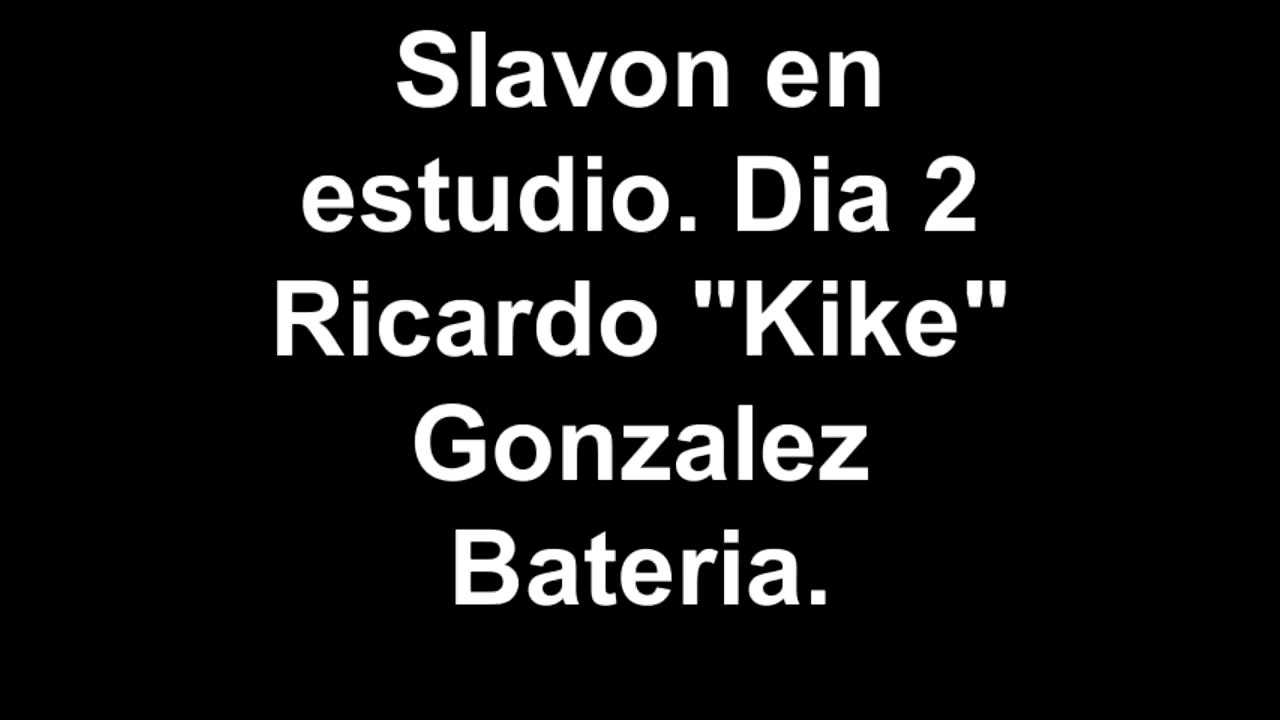 Slavon en
estudio. Dia 2
Ricardo "Kike"
Gonzalez
Bateria.